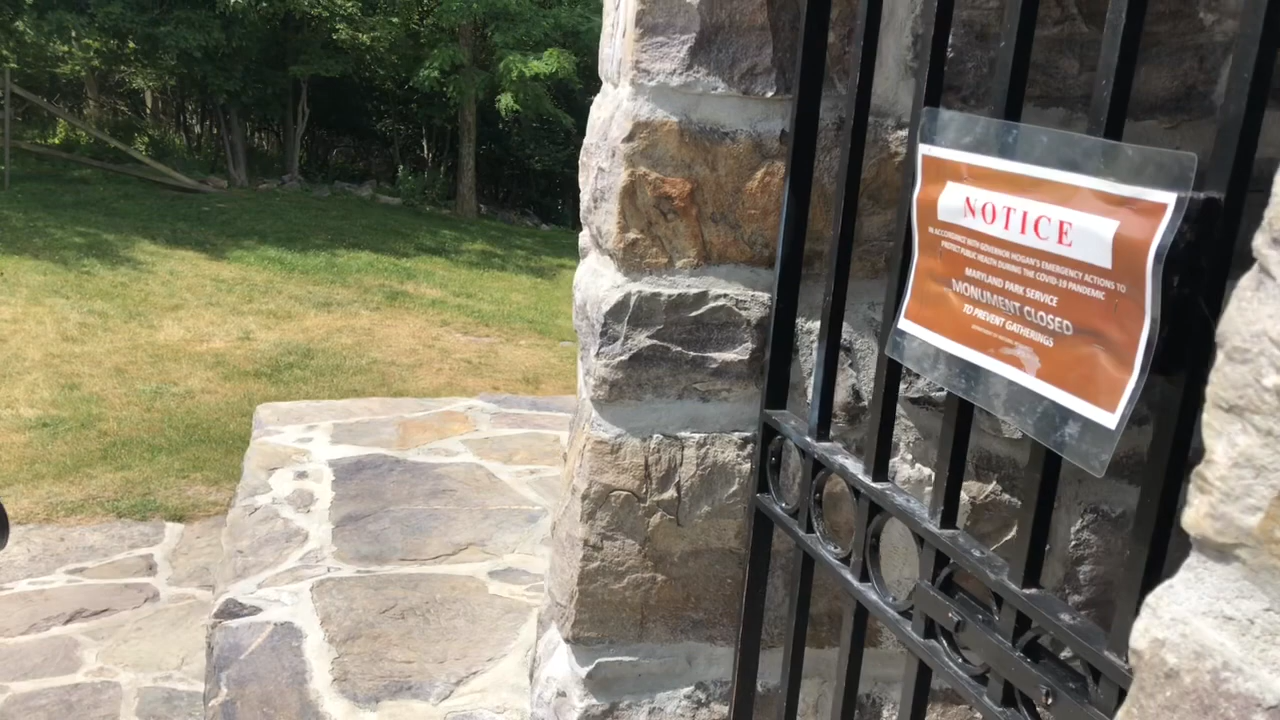 NOTICE
IN ACCORDANCE WITH GOVERNOR HOGAN'S EMERGENCY ACTIONS TO
PROTECT PUBLIC HEALTH DURING THE COVID-19 PANDEMIC
MARYLAND PARK SERVICE
MONUMENT CLOSED
TO PREVENT GATHERINGS